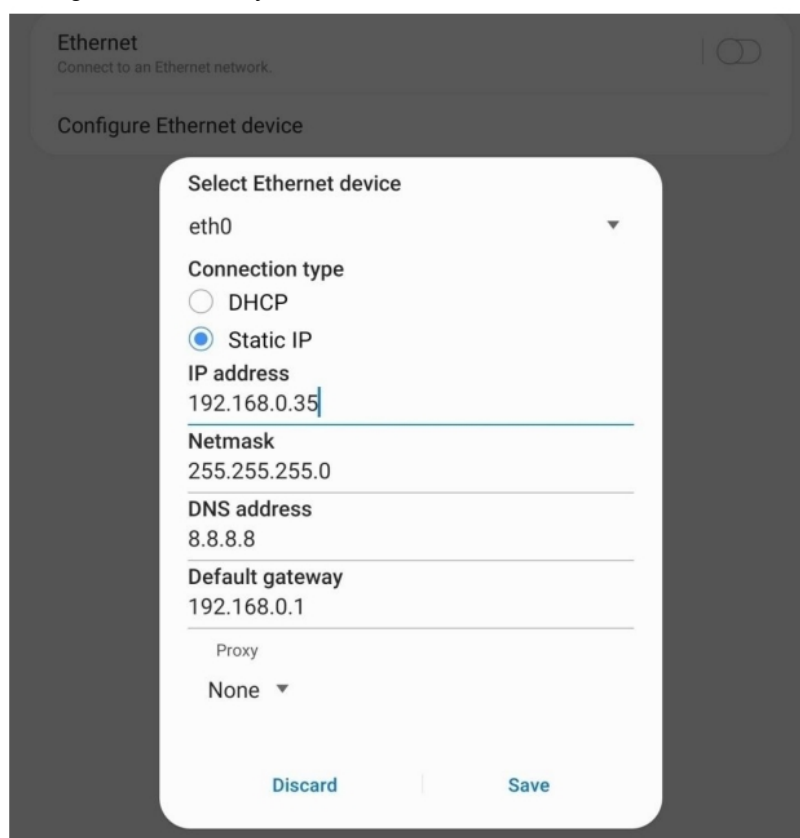 Ethernet
Connect to an Ethernet network.
Configure Ethernet device
Select Ethernet device
eth0
Connection type
DHCP
Static IP
IP address
192.168.0.35
Netmask
255.255.255.0
DNS address
8.8.8.8
Default gateway
192.168.0.1
Proxy
None
Discard
Save